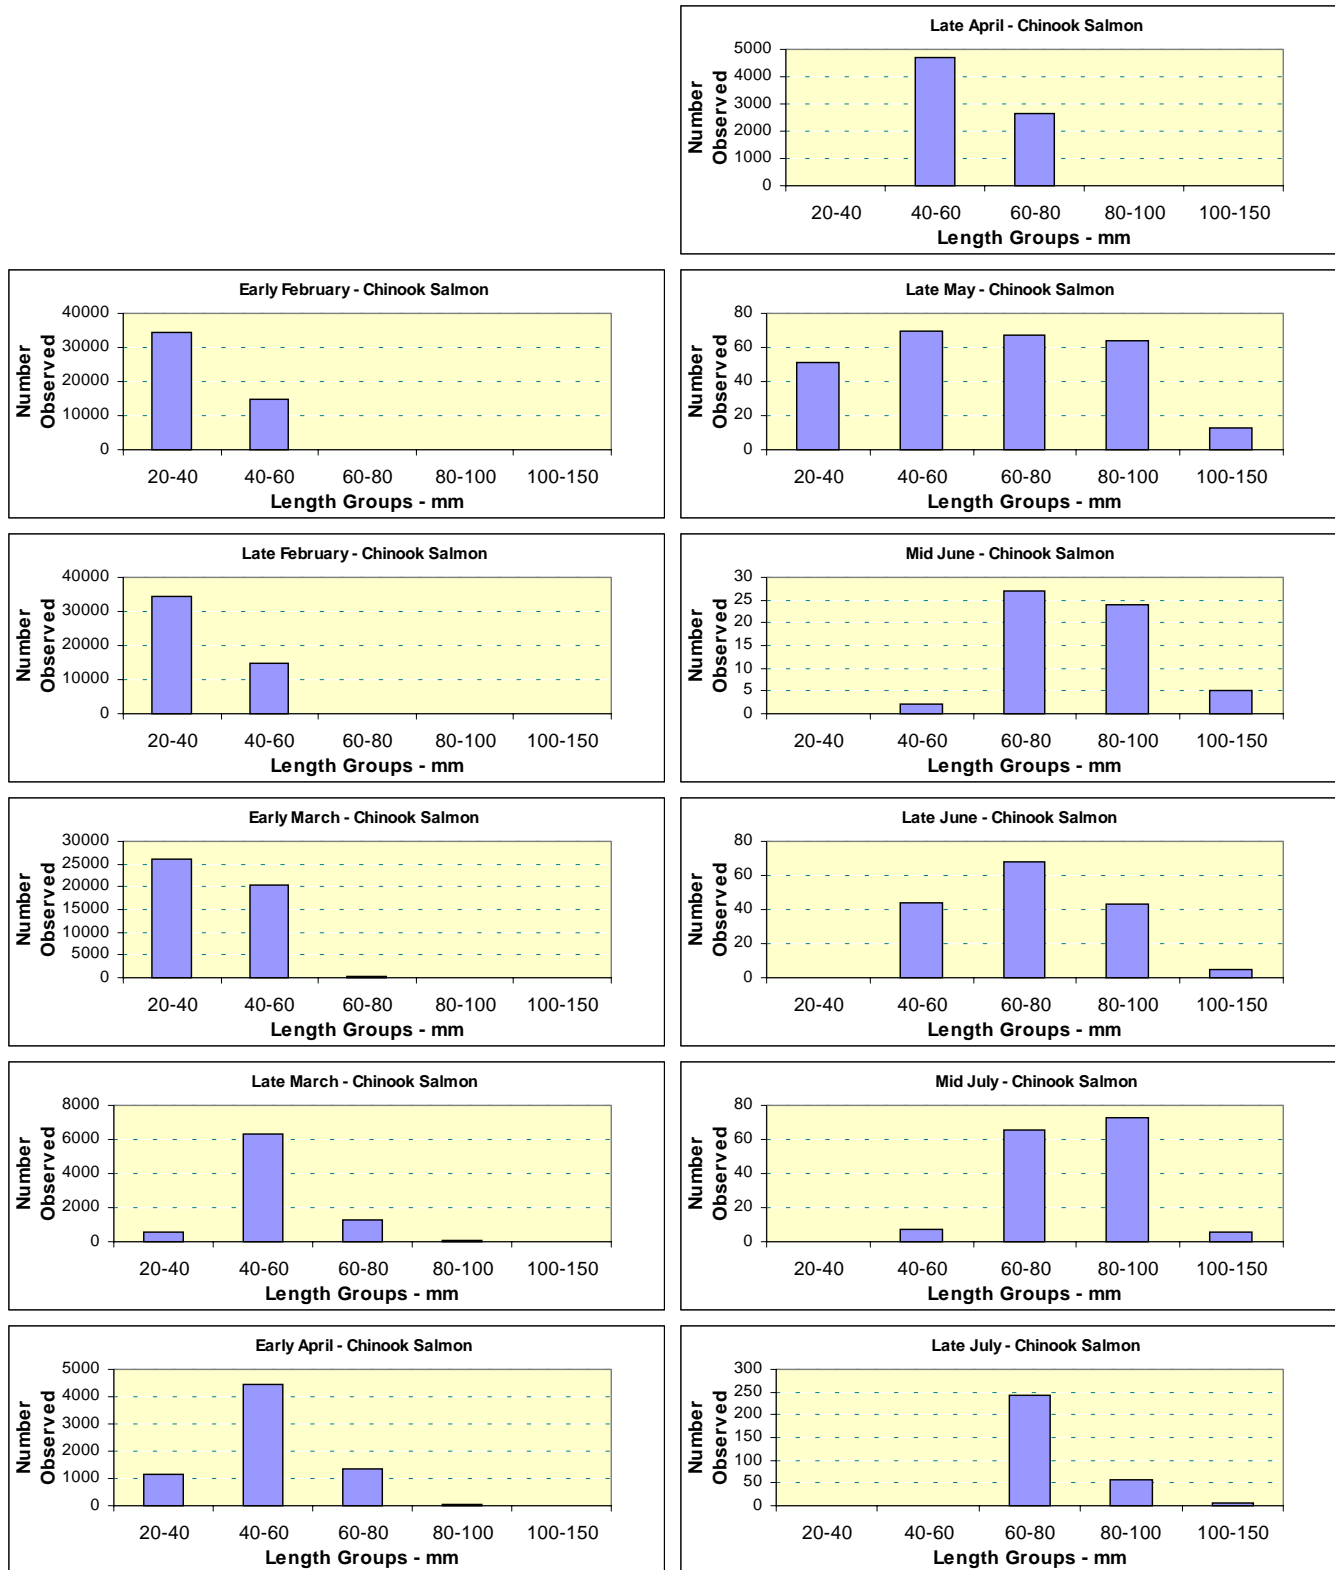 Late April - Chinook Salmon
5000
4000
3000
2000
1000
0
Number
Observed
20-40 40-60 60-80 80-100 100-150
Length Groups - mm
Early February - Chinook Salmon
40000
30000
20000
10000
0
Number
Observed
20-40 40-60 60-80 80-100 100-150
Length Groups - mm
Late May - Chinook Salmon
80
60
40
20
0
Number
Observed
20-40 40-60 60-80 80-100 100-150
Length Groups - mm
Late February - Chinook Salmon
40000
30000
20000
10000
0
Number
Observed
20-40 40-60 60-80 80-100 100-150
Length Groups - mm
Mid June - Chinook Salmon
30
25
20
15
10
5
0
Number
Observed
20-40 40-60 60-80 80-100 100-150
Length Groups - mm
Early March - Chinook Salmon
30000
25000
20000
15000
10000
5000
0
Number
Observed
20-40 40-60 60-80 80-100 100-150
Length Groups - mm
Late June - Chinook Salmon
80
60
40
20
0
Number
Observed
20-40 40-60 60-80 80-100 100-150
Length Groups - mm
Late March - Chinook Salmon
8000
6000
4000
2000
0
Number
Observed
20-40 40-60 60-80 80-100 100-150
Length Groups - mm
Mid July - Chinook Salmon
80
60
40
20
0
Number
Observed
20-40 40-60 60-80 80-100 100-150
Length Groups - mm
Early April - Chinook Salmon
5000
4000
3000
2000
1000
0
Number
Observed
20-40 40-60 60-80 80-100 100-150
Length Groups - mm
Late July - Chinook Salmon
300
250
200
150
100
50
0
Number
Observed
20-40 40-60 60-80 80-100 100-150
Length Groups - mm